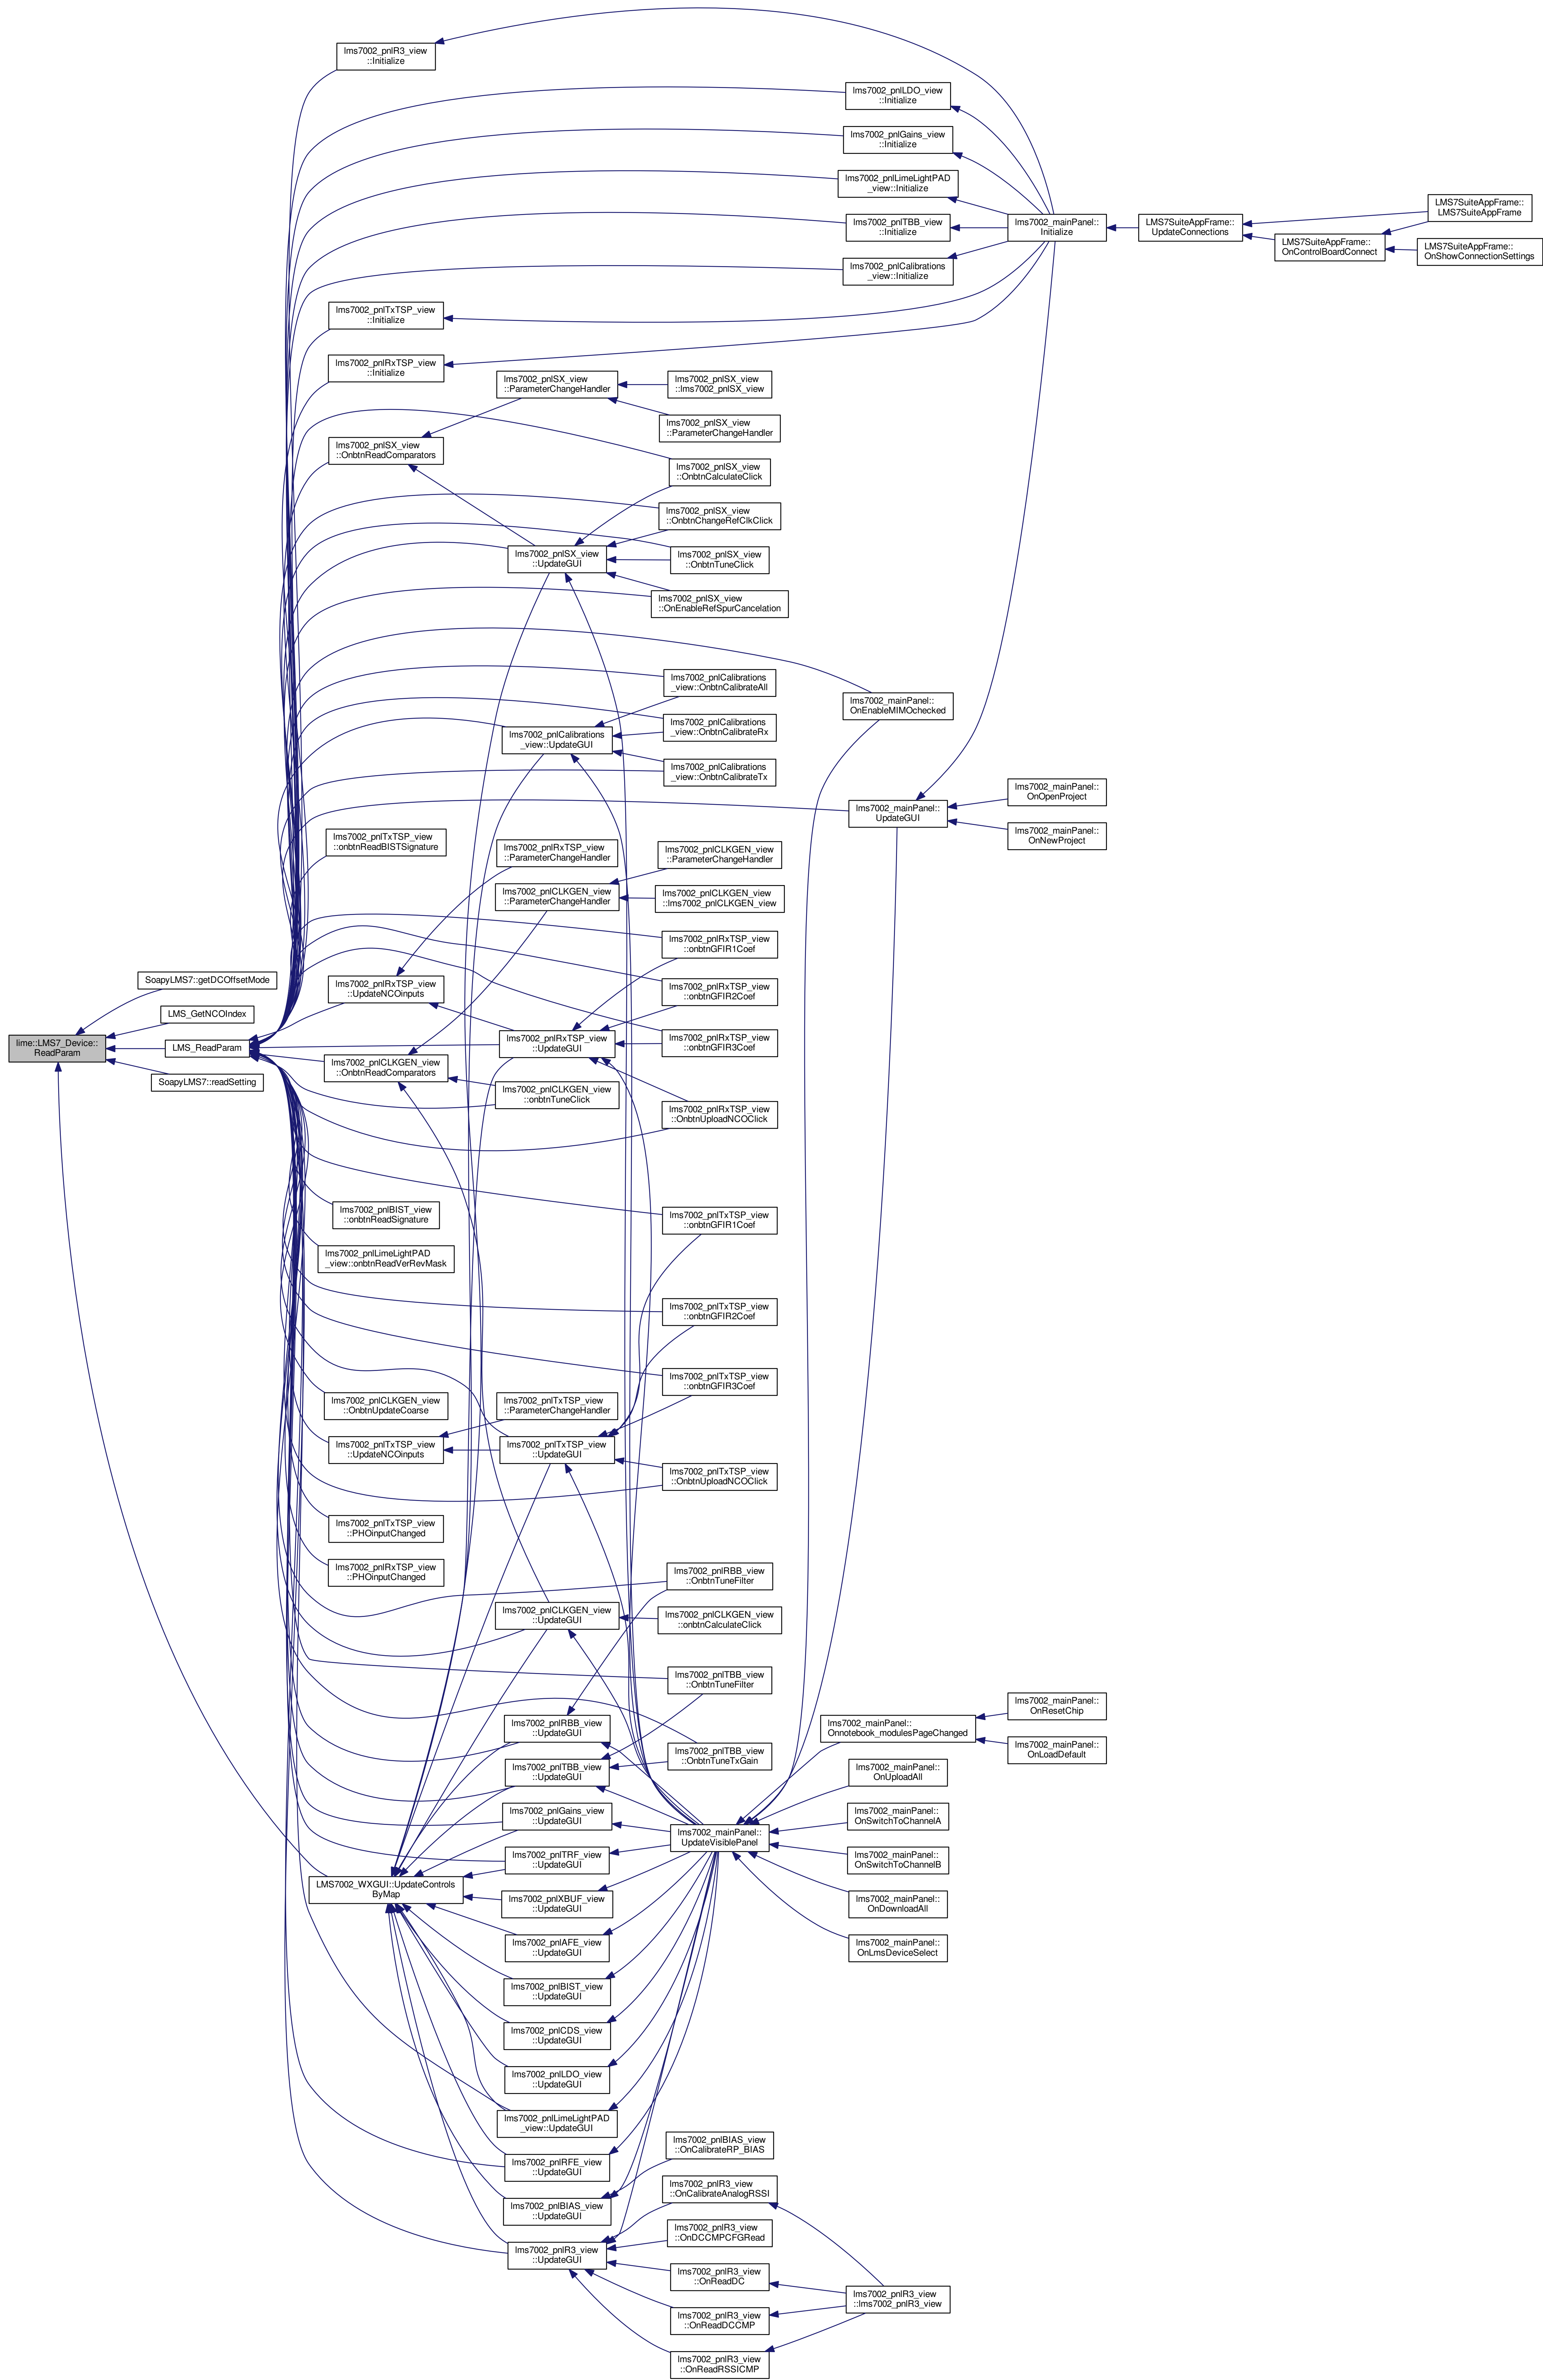 lms7002_pnlR3_view
::Initialize
lms7002_pnlLDO_view
::Initialize
lms7002_pnlGains_view
::Initialize
lms7002_pnlLimeLightPAD
_view::Initialize
lms7002_pnlTBB_view
::Initialize
lms7002_pnlCalibrations
_view::Initialize
lms7002_mainPanel::
Initialize
LMS7SuiteAppFrame::
UpdateConnections
LMS7SuiteAppFrame::
LMS7SuiteAppFrame
LMS7SuiteAppFrame::
OnControlBoardConnect
LMS7SuiteAppFrame::
OnShowConnectionSettings
lms7002_pnlTxTSP_view
::Initialize
lms7002_pnlRxTSP_view
::Initialize
lms7002_pnlSX_view
::ParameterChangeHandler
lms7002_pnlSX_view
::lms7002_pnlSX_view
lms7002_pnlSX_view
::ParameterChangeHandler
lms7002_pnlSX_view
::OnbtnReadComparators
lms7002_pnlSX_view
::OnbtnCalculateClick
lms7002_pnlSX_view
::OnbtnChangeRefClkClick
lms7002_pnlSX_view
::UpdateGUI
lms7002_pnlSX_view
::OnbtnTuneClick
lms7002_pnlSX_view
::OnEnableRefSpurCancelation
lms7002_pnlCalibrations
_view::OnbtnCalibrateAll
lms7002_mainPanel::
OnEnableMIMOchecked
lms7002_pnlCalibrations
_view::OnbtnCalibrateRx
lms7002_pnlCalibrations
_view::UpdateGUI
lms7002_pnlCalibrations
_view::OnbtnCalibrateTx
lms7002_mainPanel::
UpdateGUI
lms7002_mainPanel::
OnOpenProject
lms7002_mainPanel::
OnNewProject
lms7002_pnlTxTSP_view
::onbtnReadBISTSignature
lms7002_pnlRxTSP_view
::ParameterChangeHandler
lms7002_pnlCLKGEN_view
::ParameterChangeHandler
lms7002_pnlCLKGEN_view
::ParameterChangeHandler
lms7002_pnlCLKGEN_view
::lms7002_pnlCLKGEN_view
lms7002_pnlRxTSP_view
::onbtnGFIR1Coef
SoapyLMS7::getDCOffsetMode
lms7002_pnlRxTSP_view
::UpdateNCOinputs
lms7002_pnlRxTSP_view
::onbtnGFIR2Coef
LMS_GetNCOIndex
lime::LMS7_Device::
ReadParam
LMS_ReadParam
lms7002_pnlRxTSP_view
::UpdateGUI
lms7002_pnlRxTSP_view
::onbtnGFIR3Coef
SoapyLMS7::readSetting
lms7002_pnlCLKGEN_view
::OnbtnReadComparators
lms7002_pnlCLKGEN_view
::onbtnTuneClick
lms7002_pnlRxTSP_view
::OnbtnUploadNCOClick
lms7002_pnlBIST_view
::onbtnReadSignature
lms7002_pnlTxTSP_view
::onbtnGFIR1Coef
lms7002_pnlLimeLightPAD
_view::onbtnReadVerRevMask
lms7002_pnlTxTSP_view
::onbtnGFIR2Coef
lms7002_pnlTxTSP_view
::onbtnGFIR3Coef
lms7002_pnlCLKGEN_view
::OnbtnUpdateCoarse
lms7002_pnlTxTSP_view
::ParameterChangeHandler
lms7002_pnlTxTSP_view
::UpdateNCOinputs
lms7002_pnlTxTSP_view
::UpdateGUI
lms7002_pnlTxTSP_view
::OnbtnUploadNCOClick
lms7002_pnlTxTSP_view
::PHOinputChanged
lms7002_pnlRxTSP_view
::PHOinputChanged
lms7002_pnlRBB_view
::OnbtnTuneFilter
lms7002_pnlCLKGEN_view
::UpdateGUI
lms7002_pnlCLKGEN_view
::onbtnCalculateClick
lms7002_pnlTBB_view
::OnbtnTuneFilter
lms7002_pnlRBB_view
::UpdateGUI
lms7002_pnlTBB_view
::OnbtnTuneTxGain
lms7002_pnlTBB_view
::UpdateGUI
lms7002_mainPanel::
Onnotebook_modulesPageChanged
lms7002_mainPanel::
OnResetChip
lms7002_mainPanel::
OnLoadDefault
lms7002_mainPanel::
OnUploadAll
lms7002_pnlGains_view
::UpdateGUI
lms7002_mainPanel::
OnSwitchToChannelA
lms7002_mainPanel::
UpdateVisiblePanel
lms7002_pnlTRF_view
::UpdateGUI
lms7002_mainPanel::
OnSwitchToChannelB
LMS7002_WXGUI::UpdateControls
ByMap
lms7002_pnlXBUF_view
::UpdateGUI
lms7002_mainPanel::
OnDownloadAll
lms7002_pnlAFE_view
::UpdateGUI
lms7002_mainPanel::
OnLmsDeviceSelect
lms7002_pnlBIST_view
::UpdateGUI
lms7002_pnlCDS_view
::UpdateGUI
lms7002_pnlLDO_view
::UpdateGUI
lms7002_pnlLimeLightPAD
_view::UpdateGUI
lms7002_pnlBIAS_view
::OnCalibrateRP_BIAS
lms7002_pnlRFE_view
::UpdateGUI
lms7002_pnlR3_view
::OnCalibrateAnalogRSSI
lms7002_pnlBIAS_view
::UpdateGUI
lms7002_pnlR3_view
::OnDCCMPCFGRead
lms7002_pnlR3_view
::UpdateGUI
lms7002_pnlR3_view
::OnReadDC
lms7002_pnlR3_view
::lms7002_pnlR3_view
lms7002_pnlR3_view
::OnReadDCCMP
lms7002_pnlR3_view
::OnReadRSSICMP